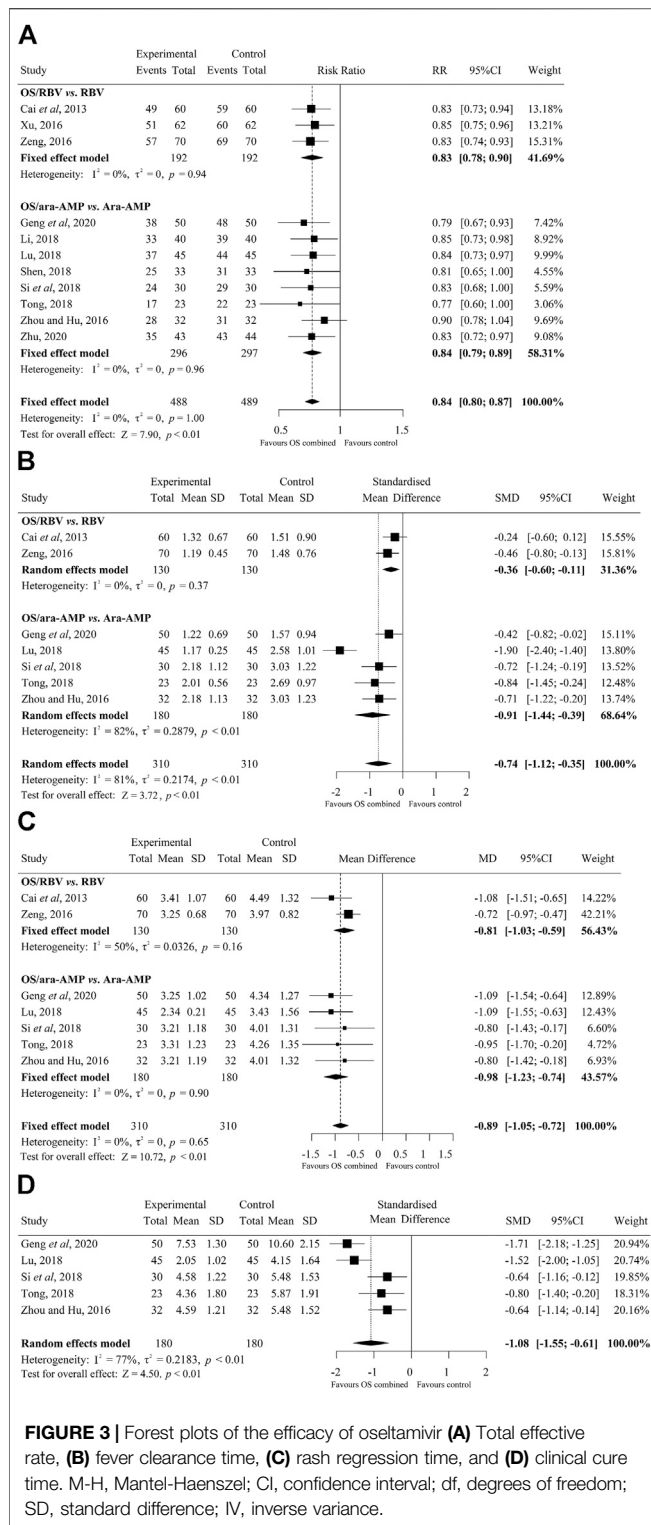 A
Experimental Control
Study Events Total Events Total Risk Ratio RR 95%CI Weight
OS/RBV vs. RBV
Cai et al, 2013 49 60 59 60 0.83 [0.73; 0.94] 13.18%
Xu, 2016 51 62 60 62 0.85 [0.75; 0.96] 13.21%
Zeng, 2016 57 70 69 70 0.83 [0.74; 0.93] 15.31%
Fixed effect model 192 192 0.83 [0.78; 0.90] 41.69%
Heterogeneity: I² = 0%, τ² = 0, p = 0.94
OS/ara-AMP vs. Ara-AMP
Geng et al, 2020 38 50 48 50 0.79 [0.67; 0.93] 7.42%
Li, 2018 33 40 39 40 0.85 [0.73; 0.98] 8.92%
Lu, 2018 37 45 44 45 0.84 [0.73; 0.97] 9.99%
Shen, 2018 25 33 31 33 0.81 [0.65; 1.00] 4.55%
Si et al, 2018 24 30 29 30 0.83 [0.68; 1.00] 7.20%
Tong, 2018 17 23 22 23 0.77 [0.60; 1.00] 3.06%
Zhou and Hu, 2016 28 32 31 32 0.90 [0.78; 1.04] 9.69%
Zhu, 2020 35 43 43 44 0.83 [0.72; 0.97] 9.08%
Fixed effect model 296 297 0.84 [0.79; 0.89] 58.31%
Heterogeneity: I² = 0%, τ² = 0, p = 0.96
Fixed effect model 488 489 0.84 [0.80; 0.87] 100.00%
Heterogeneity: I² = 0%, τ² = 0, p = 1.00
Test for overall effect: Z = 7.90, p < 0.01
0.5 1
Favours OS combined Favours control
B
Experimental Control Standardised
Study Total Mean SD Total Mean SD Mean Difference SMD 95%CI Weight
OS/RBV vs. RBV
Cai et al, 2013 60 1.32 0.67 60 1.51 0.90 -0.24 [-0.60; 0.12] 15.55%
Zeng, 2016 70 1.19 0.45 70 1.48 0.76 -0.46 [-0.80; -0.13] 15.81%
Random effects model 130 130 -0.36 [-0.60; -0.11] 31.36%
Heterogeneity: I² = 0%, τ² = 0, p = 0.37
OS/ara-AMP vs. Ara-AMP
Geng et al, 2020 50 1.22 0.69 50 1.57 0.94 -0.42 [-0.82; -0.02] 15.11%
Lu, 2018 45 1.17 0.25 45 2.58 1.01 -1.90 [-2.40; -1.40] 13.80%
Si et al, 2018 30 2.18 1.12 30 3.03 1.22 -0.72 [-1.24; -0.19] 13.52%
Tong, 2018 23 2.01 0.56 23 2.69 0.97 -0.84 [-1.45; -0.24] 12.48%
Zhou and Hu, 2016 32 2.18 1.13 32 3.03 1.23 -0.71 [-1.22; -0.20] 13.74%
Random effects model 180 180 -0.91 [-1.44; -0.39] 68.64%
Heterogeneity: I² = 82%, τ² = 0.2879, p < 0.01
Random effects model 310 310 -0.74 [-1.12; -0.35] 100.00%
Heterogeneity: I² = 81%, τ² = 0.2174, p < 0.01
Test for overall effect: Z = 3.72, p < 0.01
-2 -1 0 1
Favours OS combined Favours control
C
Experimental Control
Study Total Mean SD Total Mean SD Mean Difference MD 95%CI Weight
OS/RBV vs. RBV
Cai et al, 2013 60 3.41 1.07 60 4.49 1.32 -1.08 [-1.51; -0.65] 14.22%
Zeng, 2016 70 3.25 0.68 70 3.97 0.82 -0.72 [-0.97; -0.47] 42.21%
Fixed effect model 130 130 -0.81 [-1.03; -0.59] 56.43%
Heterogeneity: I² = 50%, τ² = 0.0326, p = 0.16
OS/ara-AMP vs. Ara-AMP
Geng et al, 2020 50 3.25 1.02 50 4.34 1.27 -1.09 [-1.54; -0.64] 12.89%
Lu, 2018 45 2.34 0.21 45 3.43 1.56 -1.09 [-1.55; -0.63] 12.43%
Si et al, 2018 30 3.21 1.18 30 4.01 1.31 -0.80 [-1.43; -0.17] 6.60%
Tong, 2018 23 3.31 1.23 23 4.26 1.35 -0.95 [-1.70; -0.20] 4.72%
Zhou and Hu, 2016 32 3.21 1.19 32 4.01 1.32 -0.80 [-1.42; -0.18] 6.93%
Fixed effect model 180 180 -0.98 [-1.23; -0.74] 43.57%
Heterogeneity: I² = 0%, τ² = 0, p = 0.90
Fixed effect model 310 310 -0.89 [-1.05; -0.72] 100.00%
Heterogeneity: I² = 0%, τ² = 0, p = 0.65
Test for overall effect: Z = 10.72, p < 0.01
-1.5 -1 -0.5 0 0.5 1 1.5
Favours OS combined Favours control
D
Experimental Control Standardised
Study Total Mean SD Total Mean SD Mean Difference SMD 95%CI Weight
Geng et al, 2020 50 7.53 1.30 50 10.60 2.15 -1.71 [-2.18; -1.25] 20.94%
Lu, 2018 45 2.05 1.02 45 4.15 1.64 -1.52 [-2.00; -1.05] 20.74%
Si et al, 2018 30 4.58 1.22 30 5.48 1.53 -0.64 [-1.16; -0.12] 19.85%
Tong, 2018 23 4.36 1.80 23 5.87 1.91 -0.80 [-1.40; -0.20] 18.31%
Zhou and Hu, 2016 32 4.59 1.21 32 5.48 1.52 -0.64 [-1.14; -0.14] 20.16%
Random effects model 180 180 -1.08 [-1.55; -0.61] 100.00%
Heterogeneity: I² = 77%, τ² = 0.2183, p < 0.01
Test for overall effect: Z = 4.50, p < 0.01
-2 -1 0 1 2
Favours OS combined Favours control
FIGURE 3 | Forest plots of the efficacy of oseltamivir (A) Total effective
rate, (B) fever clearance time, (C) rash regression time, and (D) clinical cure
time. M-H, Mantel-Haenszel; CI, confidence interval; df, degrees of freedom;
SD, standard difference; IV, inverse variance.